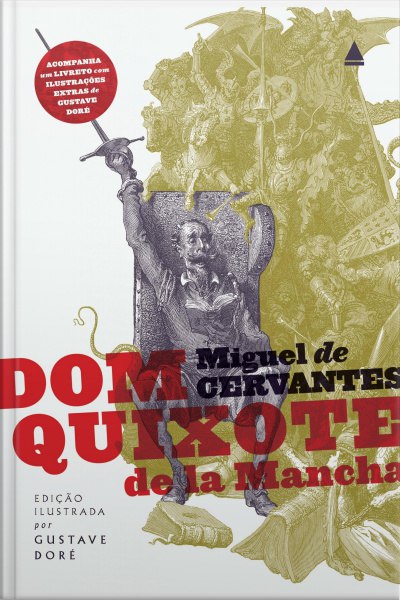 ACOMPANHA
um LIVRETO com
ILUSTRAÇÕES
EXTRAS de
GUSTAVE
DORÉ
Miguel de
CERVANTES
DOM
QUIXOTE
de la Mancha
EDIÇÃO
ILUSTRADA
por
GUSTAVE
DORÉ